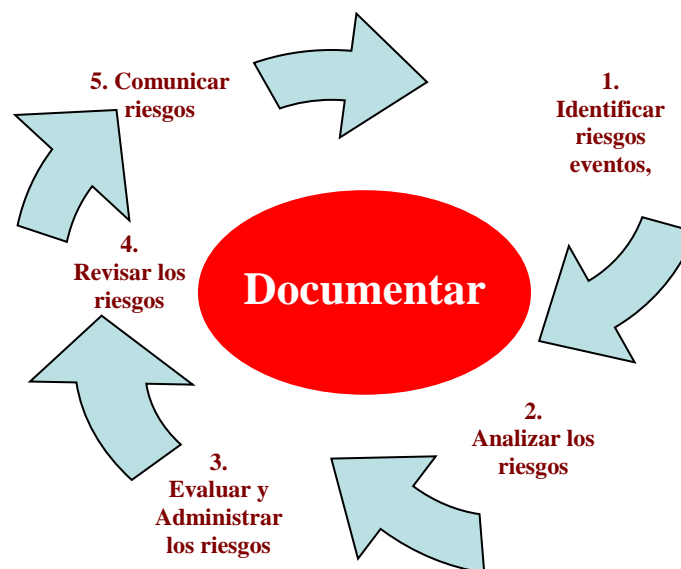 1.
Identificar
riesgos
eventos,
2.
Analizar los
riesgos
3.
Evaluar y
Administrar
los riesgos
4.
Revisar los
riesgos
5. Comunicar
riesgos
Documentar